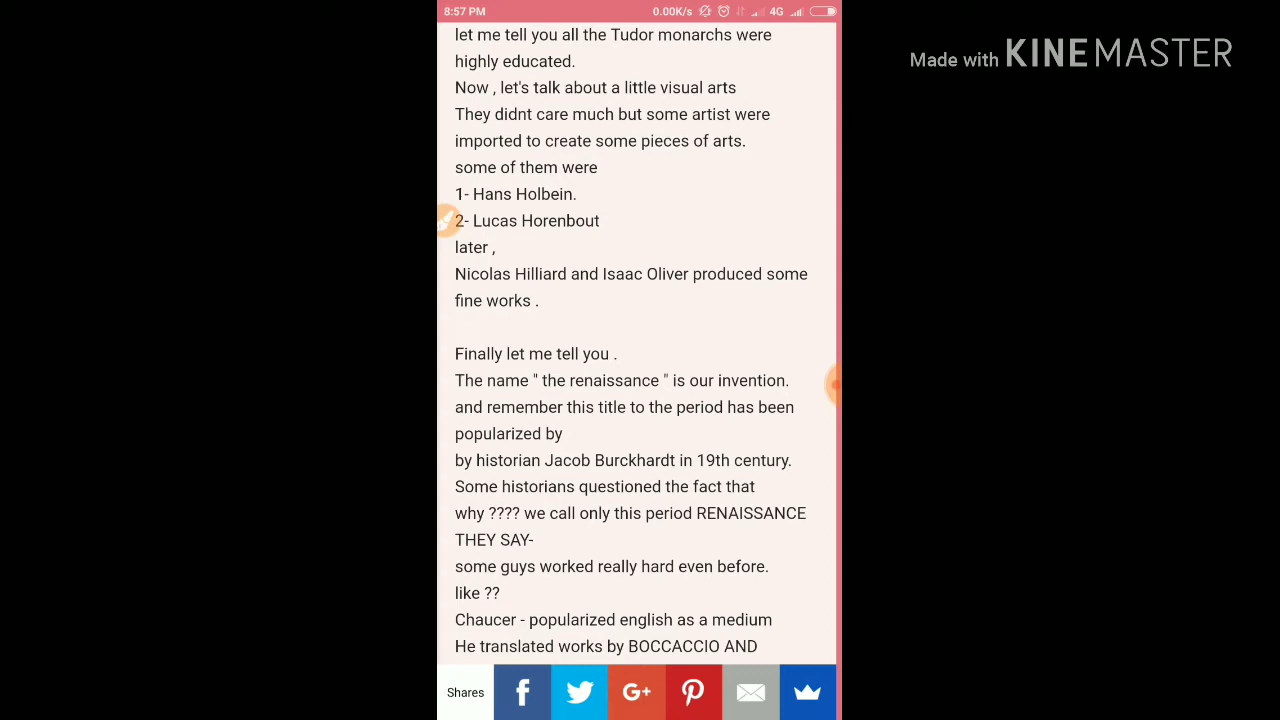 8:57 PM 0.00K/s 4G
Made with KINEMASTER
let me tell you all the Tudor monarchs were
highly educated.
Now , let's talk about a little visual arts
They didnt care much but some artist were
imported to create some pieces of arts.
some of them were
1- Hans Holbein.
2- Lucas Horenbout
later ,
Nicolas Hilliard and Isaac Oliver produced some
fine works .
Finally let me tell you .
The name " the renaissance " is our invention.
and remember this title to the period has been
popularized by
by historian Jacob Burckhardt in 19th century.
Some historians questioned the fact that
why ???? we call only this period RENAISSANCE
THEY SAY-
some guys worked really hard even before.
like ??
Chaucer - popularized english as a medium
He translated works by BOCCACCIO AND
Shares f G+